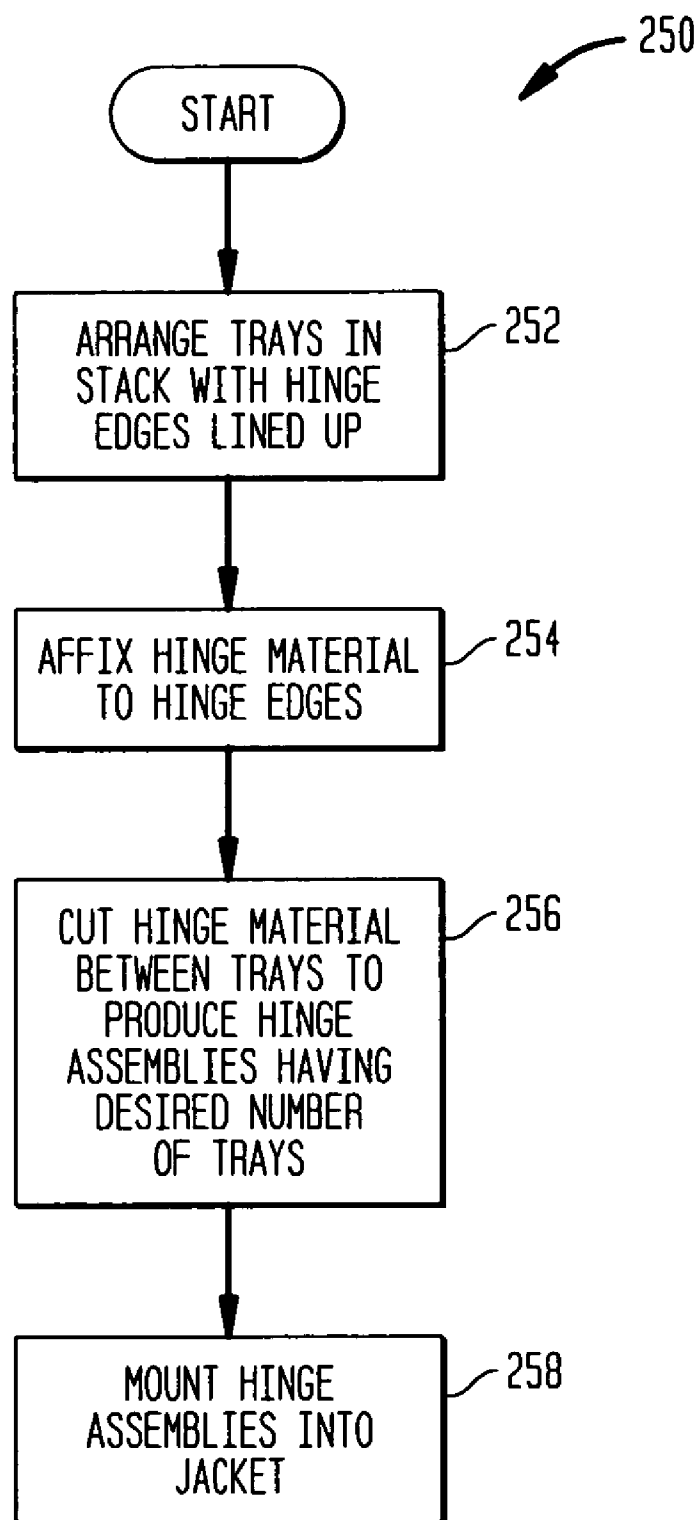 250
START
252
ARRANGE TRAYS IN
STACK WITH HINGE
EDGES LINED UP
254
AFFIX HINGE MATERIAL
TO HINGE EDGES
256
CUT HINGE MATERIAL
BETWEEN TRAYS TO
PRODUCE HINGE
ASSEMBLIES HAVING
DESIRED NUMBER
OF TRAYS
258
MOUNT HINGE
ASSEMBLIES INTO
JACKET